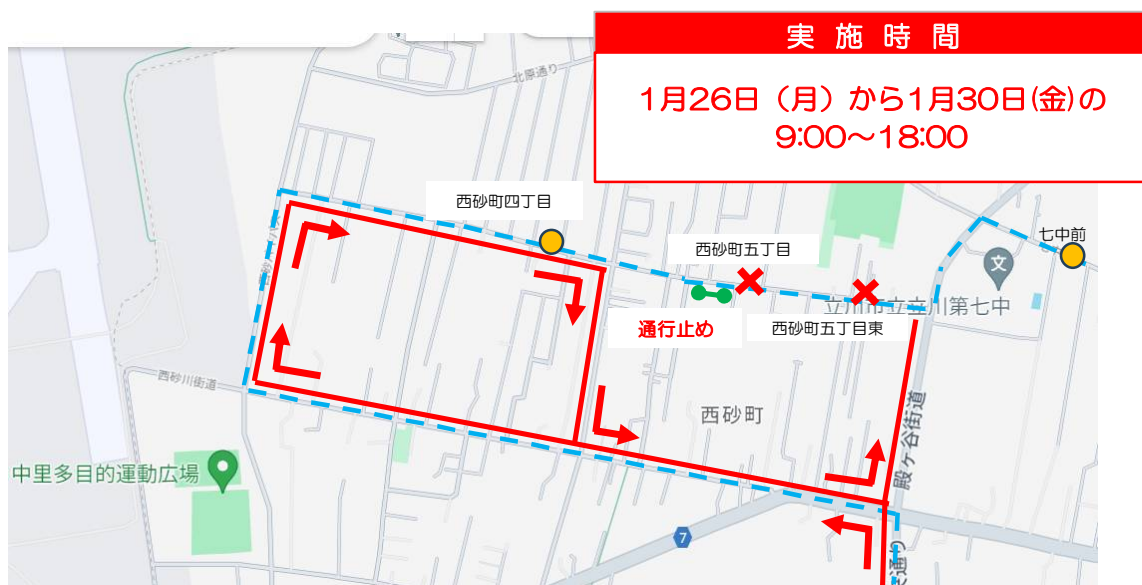 実施時間
1月26日（月）から1月30日(金)の
9:00～18:00
北原通り
西砂町四丁目
七中前
西砂町五丁目
文
立川市立立川第七中
通行止め
西砂町五丁目東
西砂川街道
西砂町
殿ヶ谷街道
中里多目的運動広場
7
通り